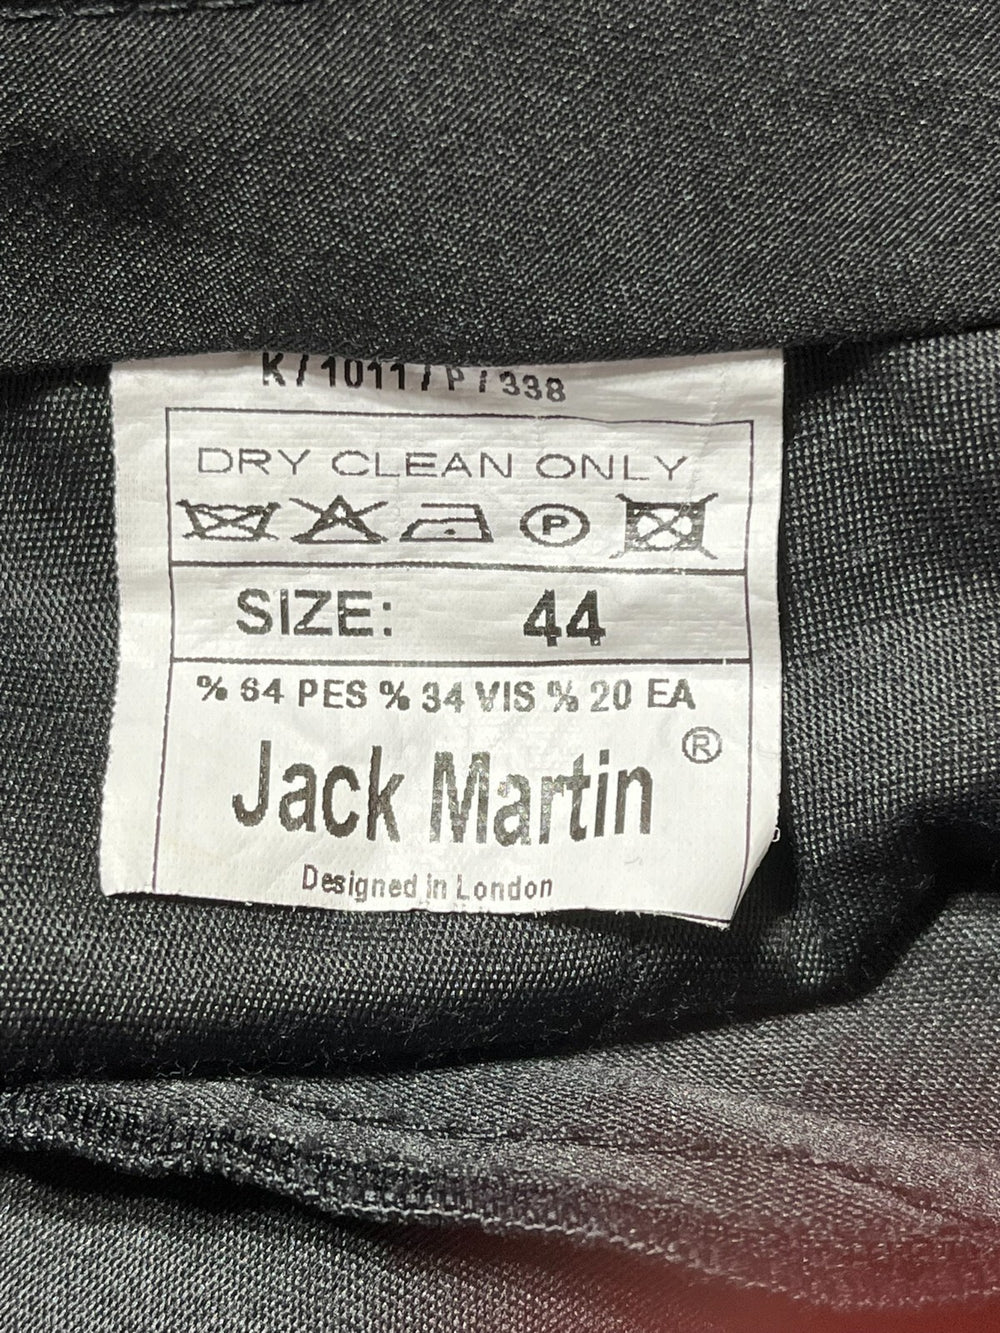 K / 1011 / P / 338
DRY CLEAN ONLY
P
SIZE: 44
% 64 PES % 34 VIS % 20 EA
Jack Martin ®
Designed in London